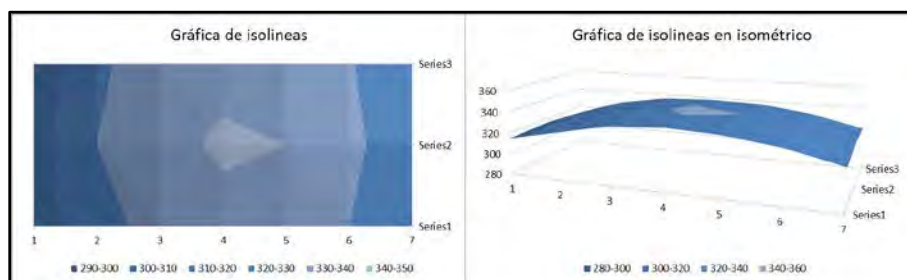 Gráfica de isolineas
Series3
Series2
Series1
1 2 3 4 5 6 7
290-300 300-310 310-320 320-330 330-340 340-350
Gráfica de isolineas en isométrico
360
340
320
300
280
Series3
Series2
Series1
1 2 3 4 5 6 7
280-300 300-320 320-340 340-360